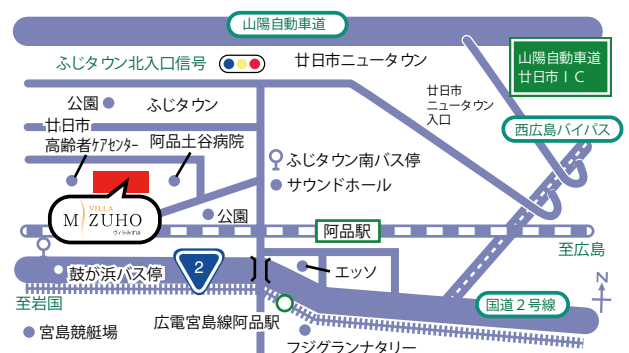 山陽自動車道
ふじタウン北入口信号
廿日市ニュータウン
山陽自動車道
廿日市ＩＣ
公園
ふじタウン
廿日市
ニュータウン
入口
廿日市
高齢者ケアセンター
阿品土谷病院
西広島バイパス
ふじタウン南バス停
サウンドホール
VILLA
MIZUHO
ヴィラみずほ
公園
阿品駅
至広島
鼓が浜バス停
2
エッソ
N
至岩国
国道２号線
広電宮島線阿品駅
宮島競艇場
フジグランナタリー